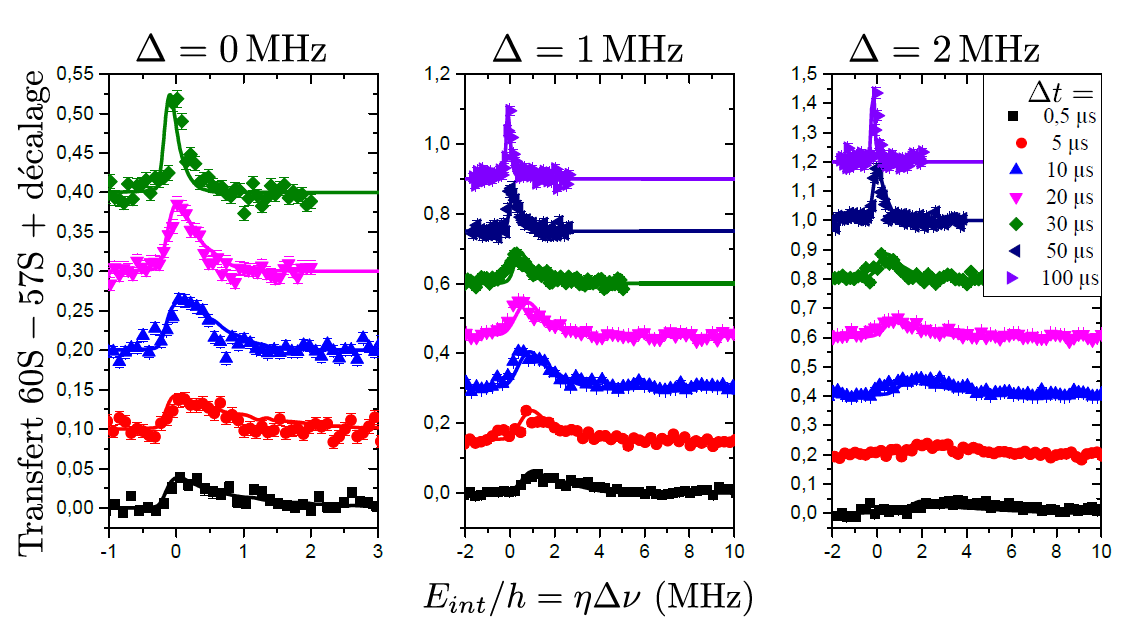 Δ = 0 MHz
Δ = 1 MHz
Δ = 2 MHz
Transfert 60S − 57S + décalage
0,55
0,50
0,45
0,40
0,35
0,30
0,25
0,20
0,15
0,10
0,05
0,00
-1 0 1 2 3
1,2
1,0
0,8
0,6
0,4
0,2
0,0
-2 0 2 4 6 8 10
1,5
1,4
1,3
1,2
1,1
1,0
0,9
0,8
0,7
0,6
0,5
0,4
0,3
0,2
0,1
0,0
-2 0 2 4 6 8 10
Δt =
0,5 µs
5 µs
10 µs
20 µs
30 µs
50 µs
100 µs
E_int/h = ηΔν (MHz)